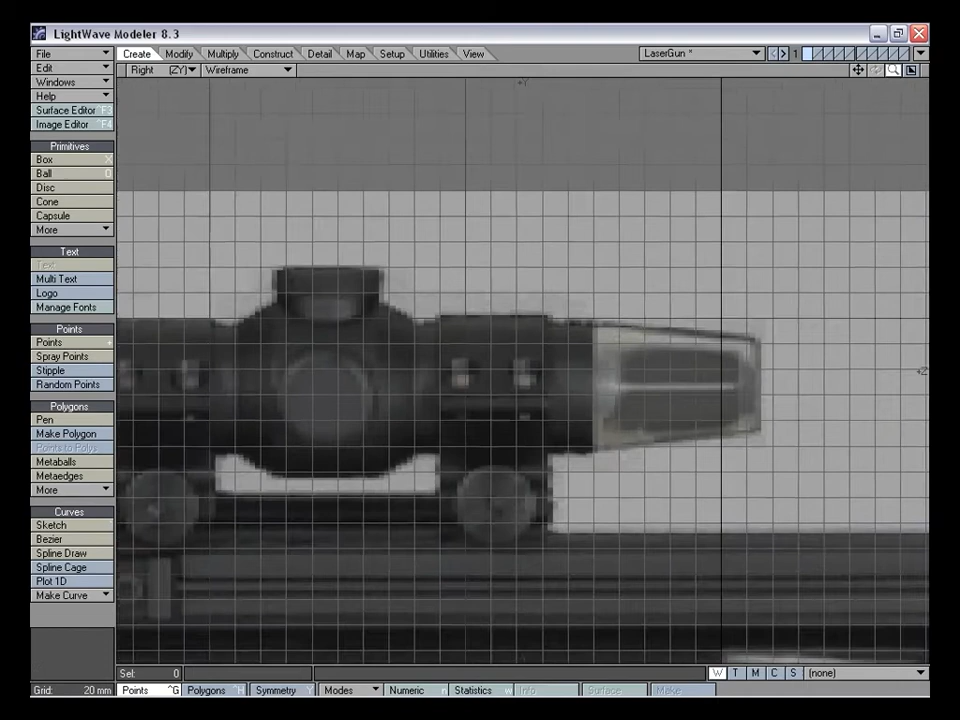 LightWave Modeler 8.3
File
Create Modify Multiply Construct Detail Map Setup Utilities View
LaserGun *
1
Edit
Right (ZY) Wireframe
Windows
Help
Surface Editor ^F3
Image Editor ^F4
Primitives
Box X
Ball O
Disc
Cone
Capsule
More
Text
Text
Multi Text
Logo
Manage Fonts
Points
Points +
Spray Points
Stipple
Random Points
Polygons
Pen
Make Polygon
Points to Polys
Metaballs
Metaedges
More
Curves
Sketch
Bezier
Spline Draw
Spline Cage
Plot 1D
Make Curve
+Y
+Z
Sel: 0
W T M C S (none)
Grid: 20 mm
Points ^G Polygons ^H Symmetry Y Modes Numeric n Statistics w Info i Surface q Make